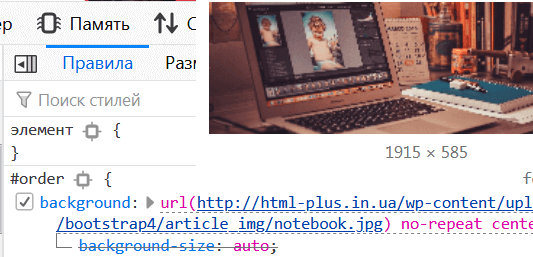 Память
Правила
Поиск стилей
элемент {
}
1915 × 585
#order {
background: url(http://html-plus.in.ua/wp-content/upl
/bootstrap4/article_img/notebook.jpg) no-repeat cente
background-size: auto;